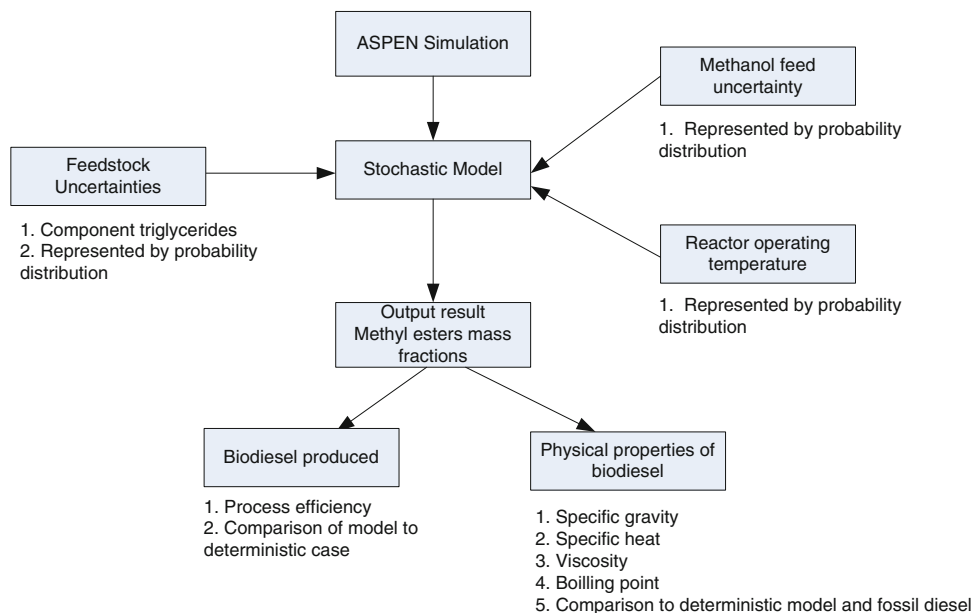 ASPEN Simulation
Methanol feed
uncertainty
1. Represented by probability
distribution
Feedstock
Uncertainties
1. Component triglycerides
2. Represented by probability
distribution
Stochastic Model
Reactor operating
temperature
1. Represented by probability
distribution
Output result
Methyl esters mass
fractions
Biodiesel produced
1. Process efficiency
2. Comparison of model to
deterministic case
Physical properties of
biodiesel
1. Specific gravity
2. Specific heat
3. Viscosity
4. Boilling point
5. Comparison to deterministic model and fossil diesel